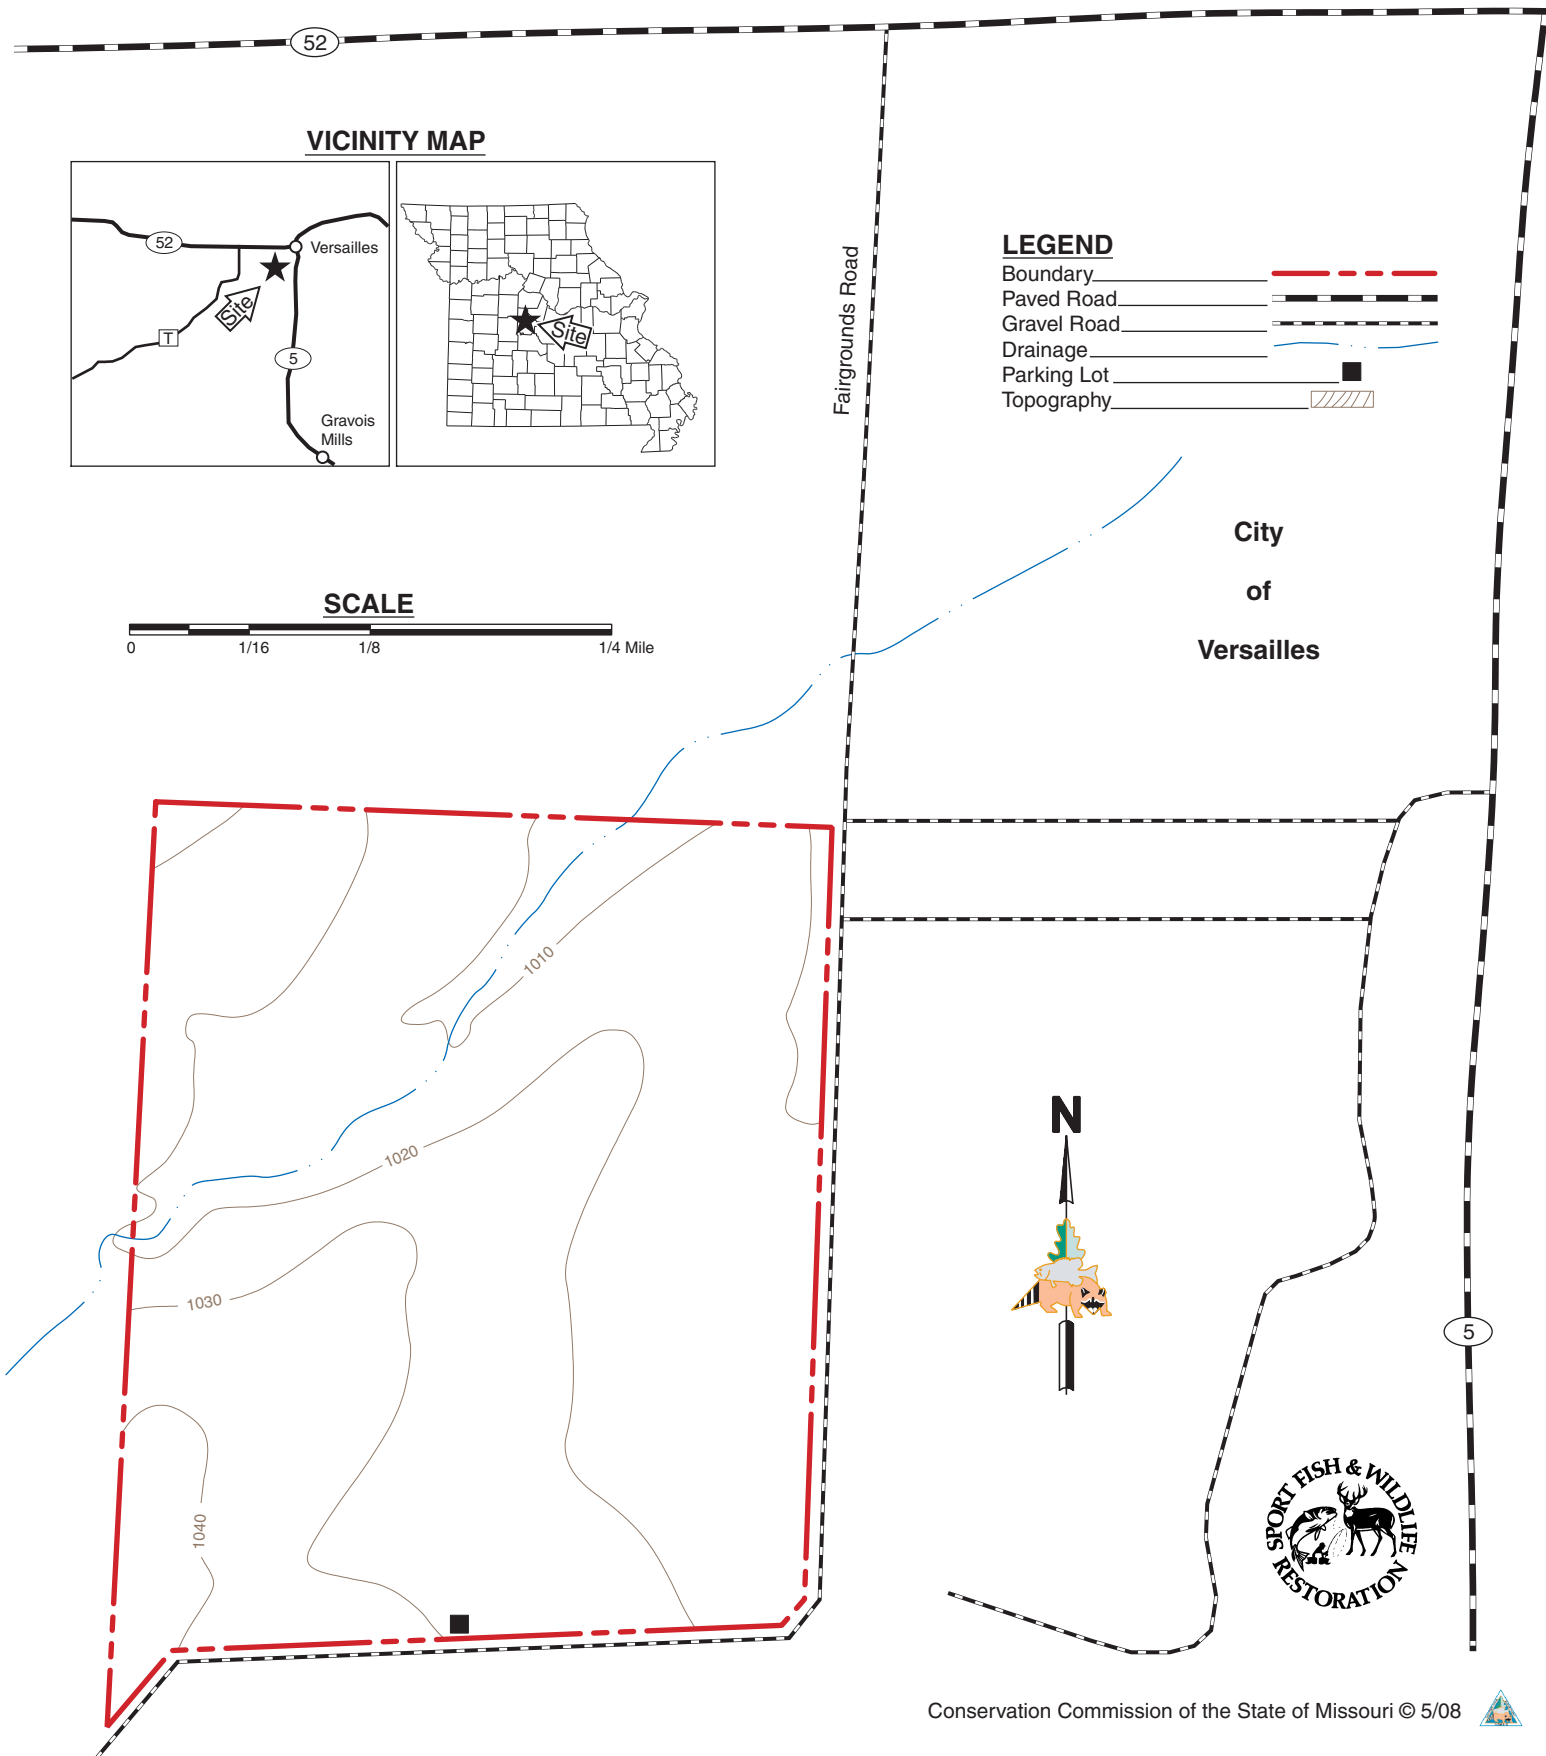 52
VICINITY MAP
52
Versailles
Site
T
5
Gravois
Mills
Site
Fairgrounds Road
LEGEND
Boundary
Paved Road
Gravel Road
Drainage
Parking Lot
Topography
City
of
Versailles
SCALE
0 1/16 1/8 1/4 Mile
1010
1020
1030
1040
N
5
SPORT FISH & WILDLIFE
RESTORATION
Conservation Commission of the State of Missouri © 5/08